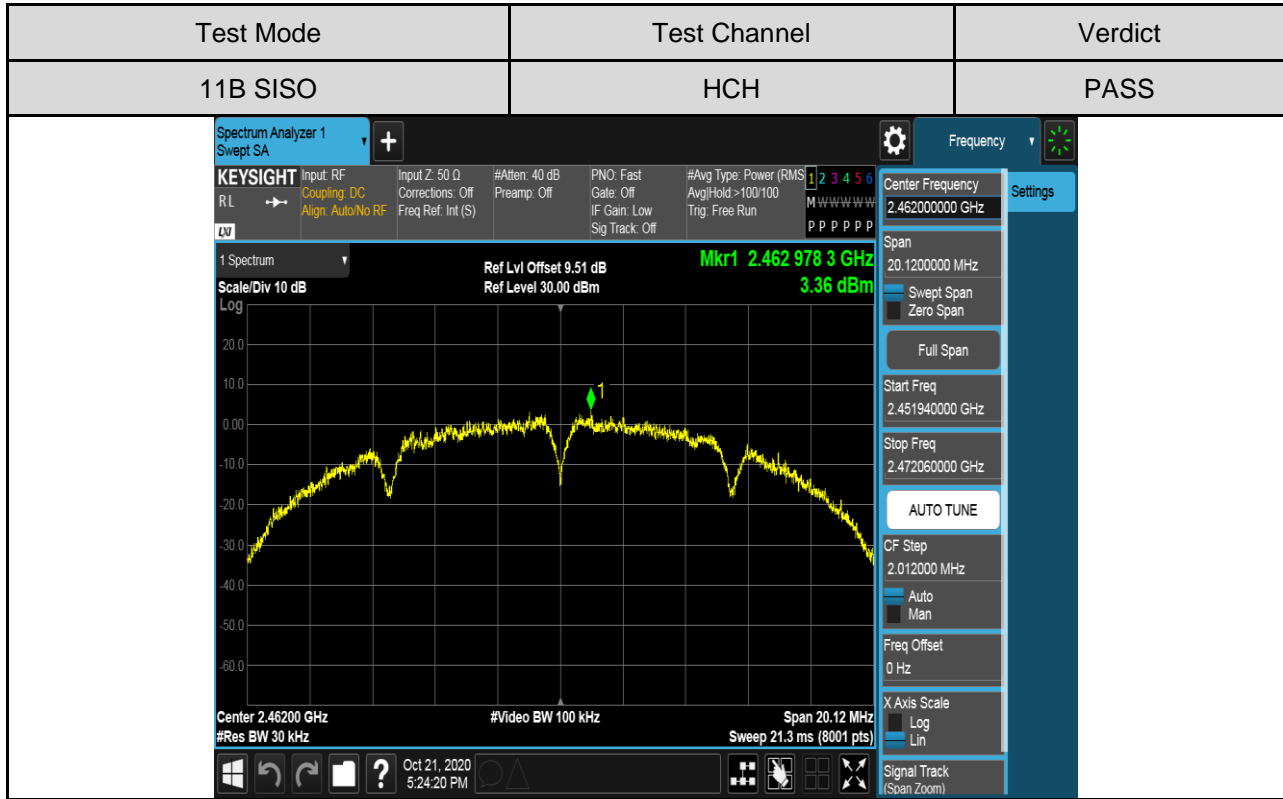 Test Mode Test Channel Verdict
11B SISO HCH PASS
Spectrum Analyzer 1
Swept SA
+
Frequency
KEYSIGHT
RL
LXI
Input: RF
Coupling: DC
Align: Auto/No RF
Input Z: 50 Ω
Corrections: Off
Freq Ref: Int (S)
#Atten: 40 dB
Preamp: Off
PNO: Fast
Gate: Off
IF Gain: Low
Sig Track: Off
#Avg Type: Power (RMS
Avg|Hold:>100/100
Trig: Free Run
1 2 3 4 5 6
M W W W W W
P P P P P P
1 Spectrum
Scale/Div 10 dB
Log
Ref Lvl Offset 9.51 dB
Ref Level 30.00 dBm
Mkr1 2.462 978 3 GHz
3.36 dBm
20.0
10.0
0.00
-10.0
-20.0
-30.0
-40.0
-50.0
-60.0
1
Center 2.46200 GHz
#Res BW 30 kHz
#Video BW 100 kHz
Span 20.12 MHz
Sweep 21.3 ms (8001 pts)
Center Frequency
2.462000000 GHz
Settings
Span
20.1200000 MHz
Swept Span
Zero Span
Full Span
Start Freq
2.451940000 GHz
Stop Freq
2.472060000 GHz
AUTO TUNE
CF Step
2.012000 MHz
Auto
Man
Freq Offset
0 Hz
X Axis Scale
Log
Lin
Signal Track
(Span Zoom)
?
Oct 21, 2020
5:24:20 PM